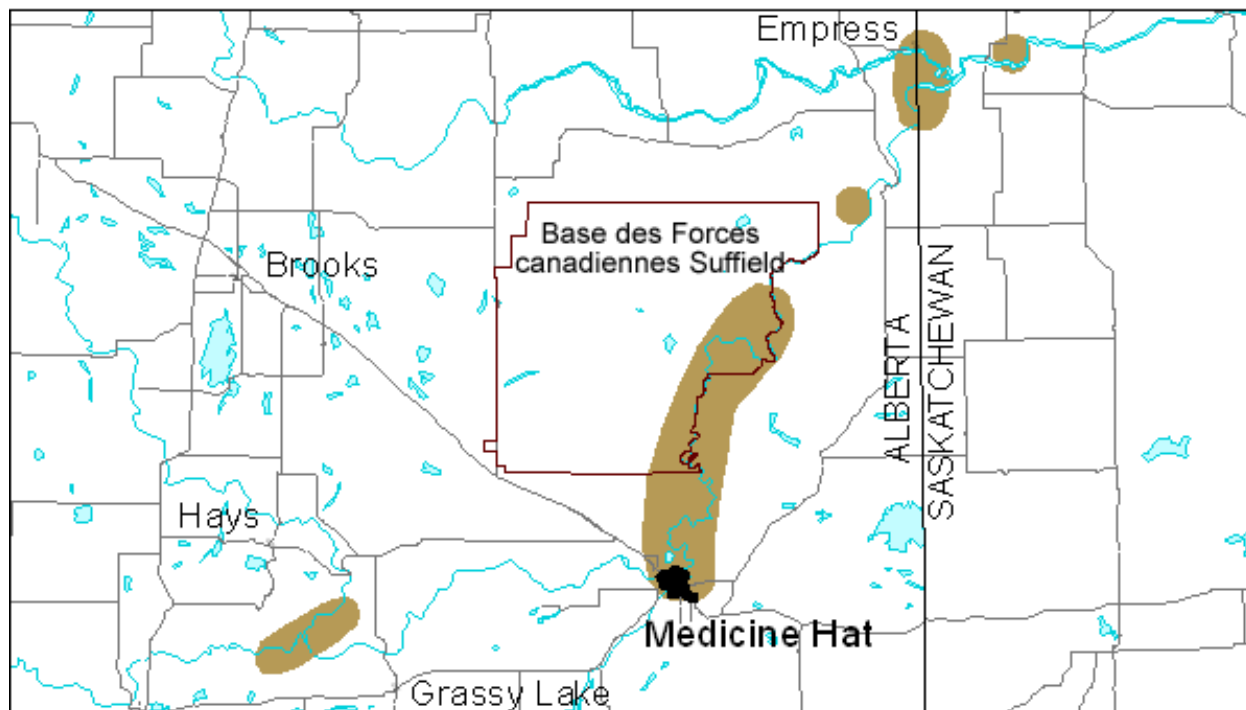 Empress
Base des Forces
canadiennes Suffield
Brooks
ALBERTA
SASKATCHEWAN
Hays
Medicine Hat
Grassy Lake